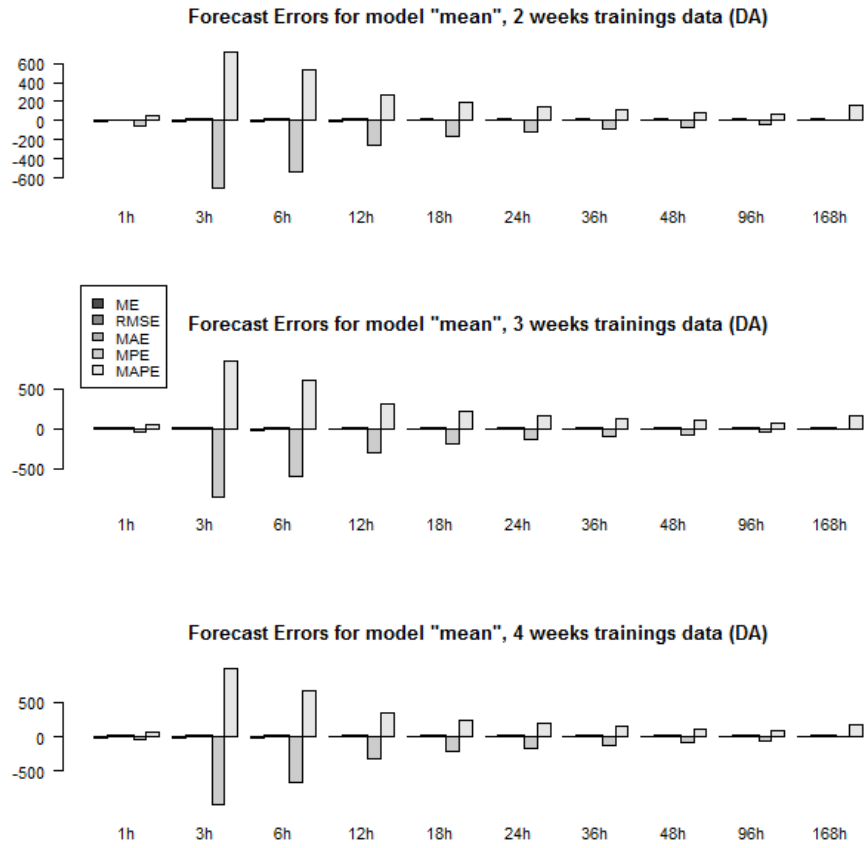 Forecast Errors for model "mean", 2 weeks trainings data (DA)
600
400
200
0
-200
-400
-600
1h 3h 6h 12h 18h 24h 36h 48h 96h 168h
ME
RMSE
MAE
MPE
MAPE
Forecast Errors for model "mean", 3 weeks trainings data (DA)
500
0
-500
1h 3h 6h 12h 18h 24h 36h 48h 96h 168h
Forecast Errors for model "mean", 4 weeks trainings data (DA)
500
0
-500
1h 3h 6h 12h 18h 24h 36h 48h 96h 168h